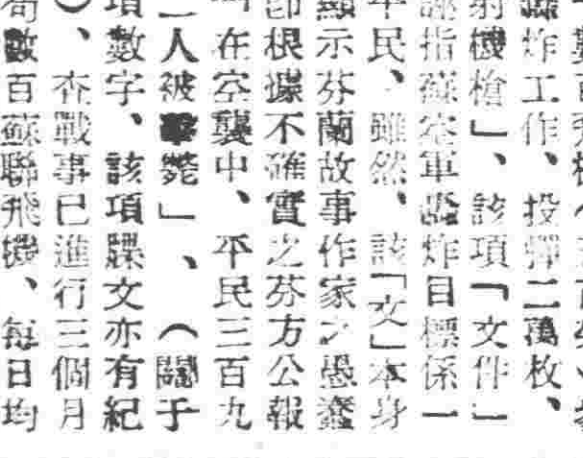 轟炸工作、投彈二萬枚、
射機槍」、該項「文件」
誣指蘇空軍轟炸目標係一
平民、雖然、該「文」本身
顯示芬蘭故事作家之愚蠢
卽根據不確實之芬方公報
「在空襲中、平民三百九
一人被擊斃」、（關于
項數字、該項課文亦有紀
）、查戰事已進行三個月
苟數百蘇聯飛機、每日均